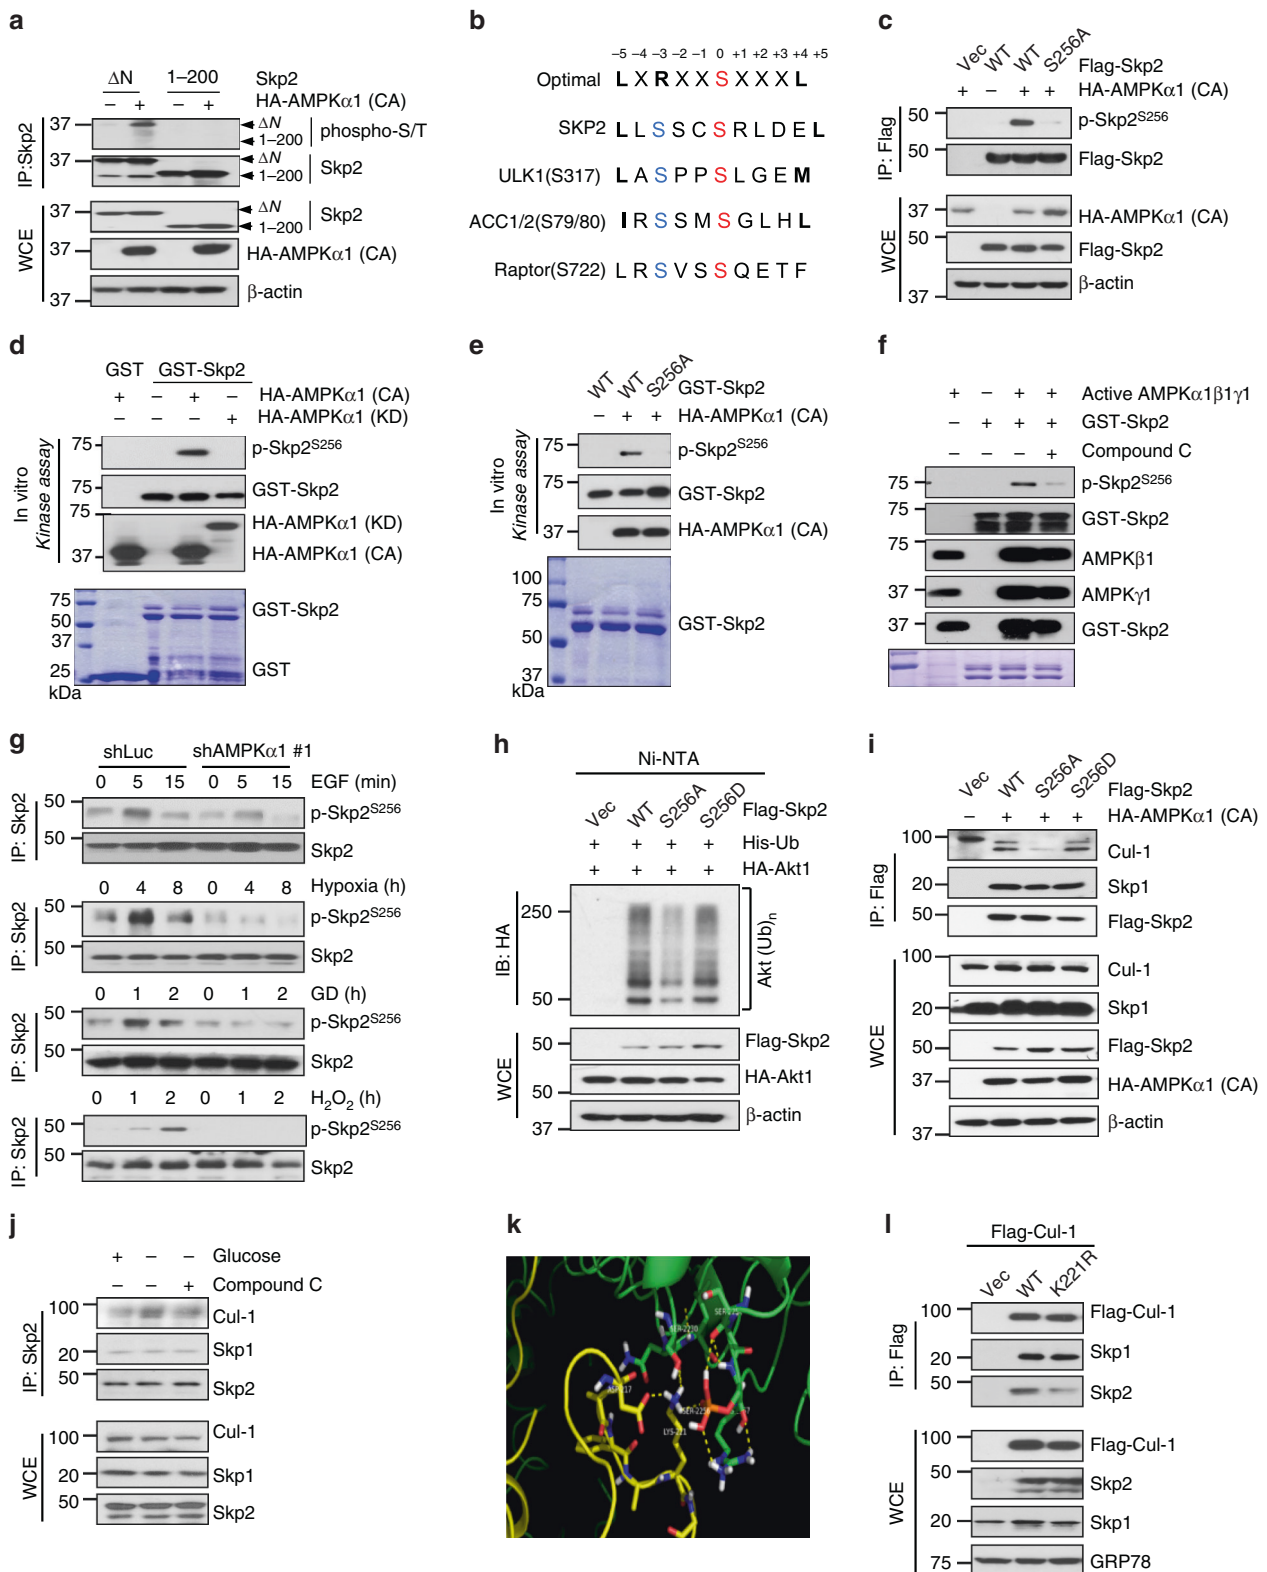 a
ΔN 1–200 Skp2
– + – + HA-AMPKα1 (CA)
IP:Skp2
37 ΔN phospho-S/T
1–200
37 ΔN Skp2
1–200
WCE
37 ΔN Skp2
1–200
37 HA-AMPKα1 (CA)
37 β-actin
b
–5 –4 –3 –2 –1 0 +1 +2 +3 +4 +5
Optimal L X R X X S X X X L
SKP2 L L S S C S R L D E L
ULK1(S317) L A S P P S L G E M
ACC1/2(S79/80) I R S S M S G L H L
Raptor(S722) L R S V S S Q E T F
c
Vec WT WT S256A Flag-Skp2
+ – + + HA-AMPKα1 (CA)
IP: Flag
50 p-Skp2S256
50 Flag-Skp2
WCE
37 HA-AMPKα1 (CA)
50 Flag-Skp2
37 β-actin
d
GST GST-Skp2
+ – + – HA-AMPKα1 (CA)
– – – + HA-AMPKα1 (KD)
In vitro
Kinase assay
75 p-Skp2S256
75 GST-Skp2
75 HA-AMPKα1 (KD)
37 HA-AMPKα1 (CA)
75 GST-Skp2
50
37
25 GST
kDa
e
WT WT S256A GST-Skp2
– + + HA-AMPKα1 (CA)
In vitro
Kinase assay
75 p-Skp2S256
75 GST-Skp2
37 HA-AMPKα1 (CA)
100
75
GST-Skp2
50
37
kDa
f
+ – + + Active AMPKα1β1γ1
– + + + GST-Skp2
– – – + Compound C
75 p-Skp2S256
GST-Skp2
75 AMPKβ1
37 AMPKγ1
37 GST-Skp2
g
shLuc shAMPKα1 #1
0 5 15 0 5 15 EGF (min)
IP: Skp2
50 p-Skp2S256
50 Skp2
0 4 8 0 4 8 Hypoxia (h)
IP: Skp2
50 p-Skp2S256
50 Skp2
0 1 2 0 1 2 GD (h)
IP: Skp2
50 p-Skp2S256
50 Skp2
0 1 2 0 1 2 H2O2 (h)
IP: Skp2
p-Skp2S256
50 Skp2
h
Ni-NTA
Vec WT S256A S256D Flag-Skp2
+ + + + His-Ub
+ + + + HA-Akt1
IB: HA
250
50
Akt (Ub)n
WCE
50 Flag-Skp2
50 HA-Akt1
37 β-actin
i
Vec WT S256A S256D Flag-Skp2
– + + + HA-AMPKα1 (CA)
IP: Flag
100 Cul-1
20 Skp1
50 Flag-Skp2
WCE
100 Cul-1
20 Skp1
50 Flag-Skp2
37 HA-AMPKα1 (CA)
37 β-actin
j
+ – – Glucose
– – + Compound C
IP: Skp2
100 Cul-1
20 Skp1
50 Skp2
WCE
100 Cul-1
20 Skp1
50 Skp2
k
SER-2230
SER-2256
LYS-221
l
Flag-Cul-1
Vec WT K221R
IP: Flag
100 Flag-Cul-1
20 Skp1
50 Skp2
WCE
100 Flag-Cul-1
50 Skp2
20 Skp1
75 GRP78